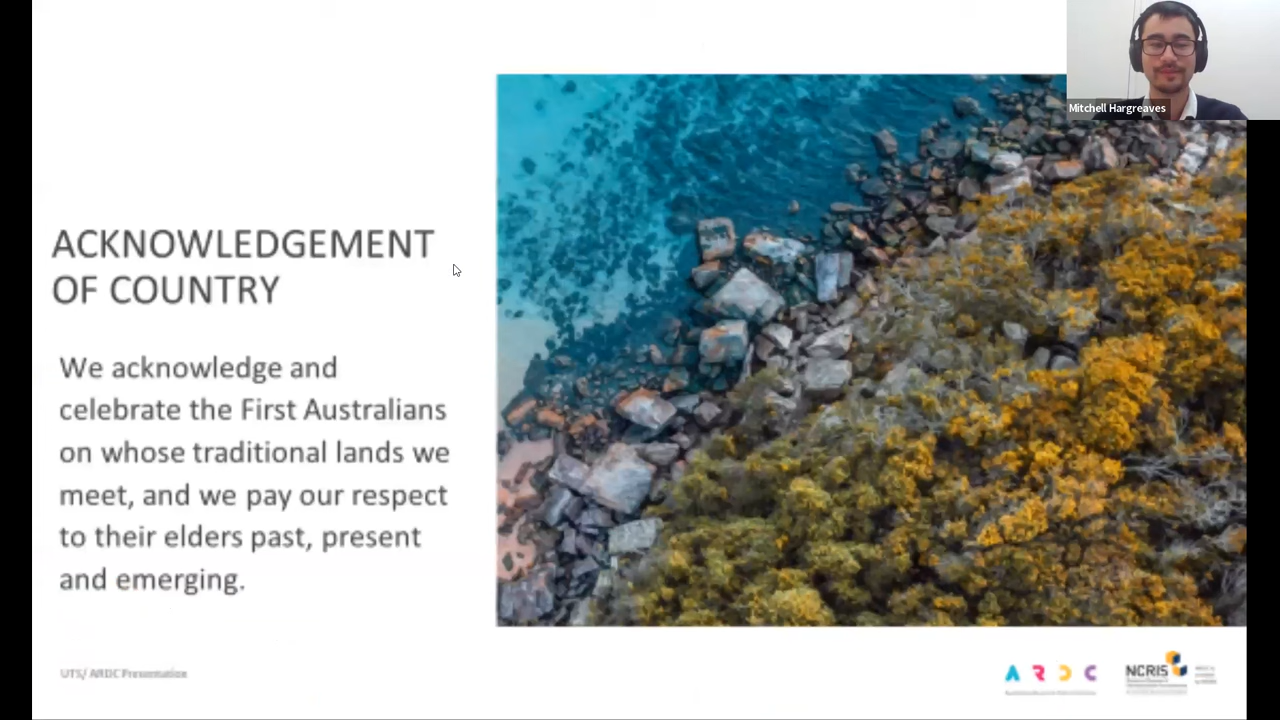 Mitchell Hargreaves
ACKNOWLEDGEMENT
OF COUNTRY
We acknowledge and
celebrate the First Australians
on whose traditional lands we
meet, and we pay our respect
to their elders past, present
and emerging.
UTS/ ARDC Presentation
ARDC
NCRIS